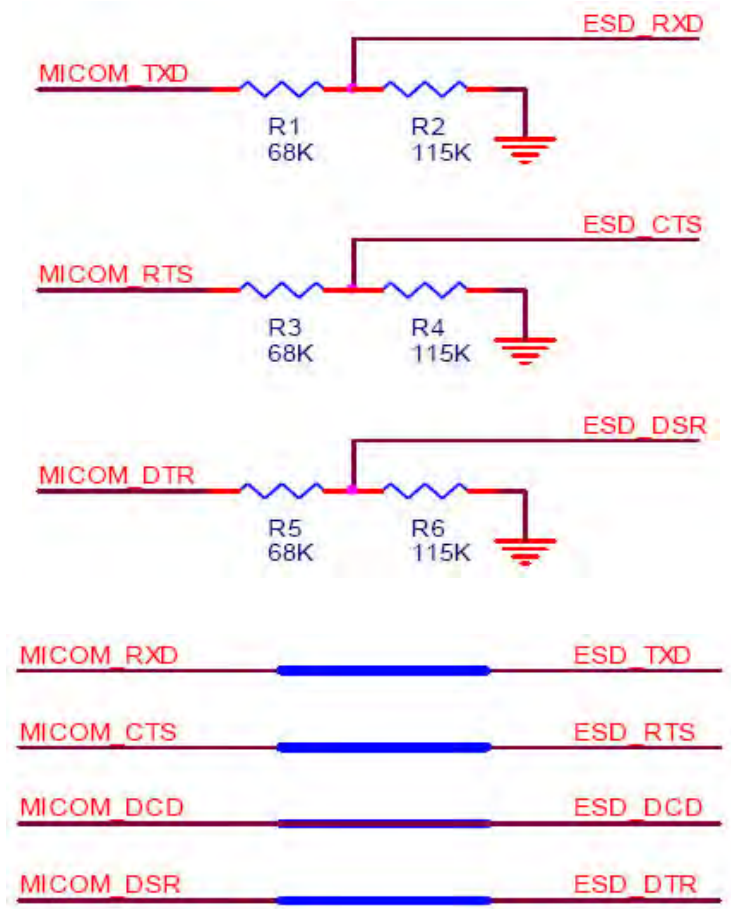 ESD_RXD
MICOM_TXD
R1 R2
68K 115K
ESD_CTS
MICOM_RTS
R3 R4
68K 115K
ESD_DSR
MICOM_DTR
R5 R6
68K 115K
MICOM_RXD ESD_TXD
MICOM_CTS ESD_RTS
MICOM_DCD ESD_DCD
MICOM_DSR ESD_DTR